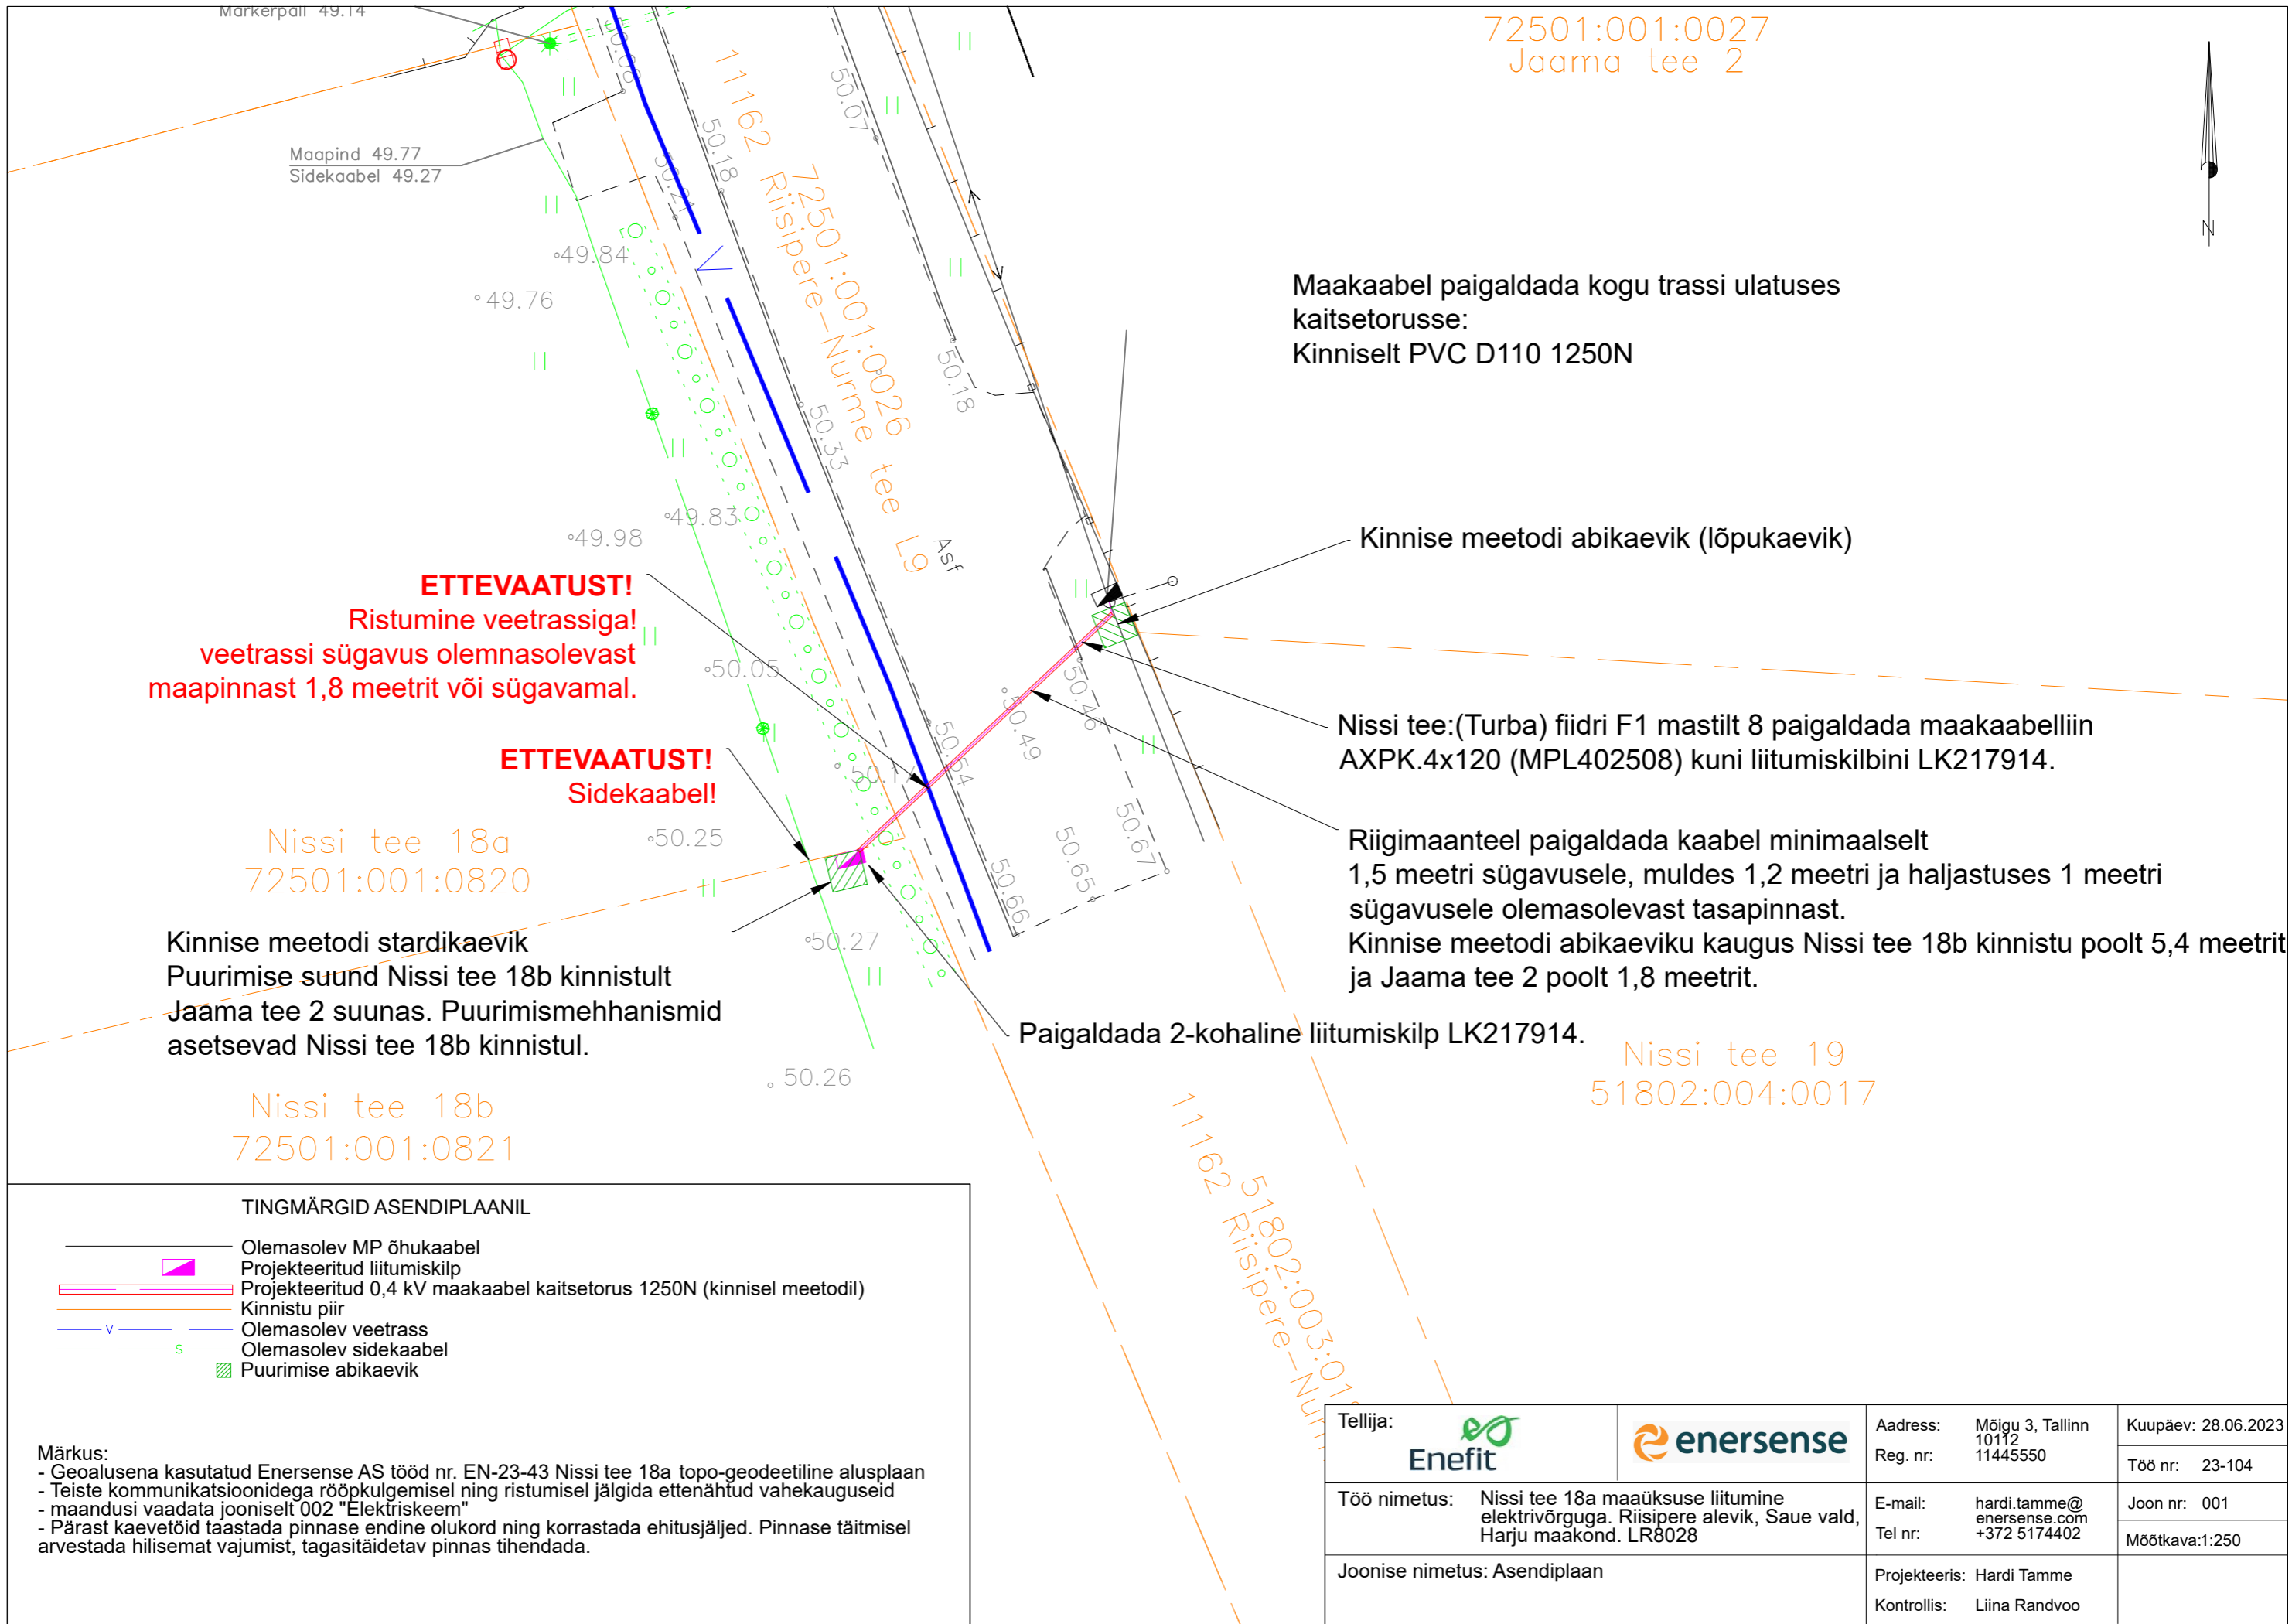 Markerpall 49.14
72501:001:0027
Jaama tee 2
Maapind 49.77
Sidekaabel 49.27
N
50.07
50.18
50.21
11162 Riisipere-Nurme tee L9
72501:001:0026
49.84
49.76
50.18
50.33
V
Maakaabel paigaldada kogu trassi ulatuses
kaitsetorusse:
Kinniselt PVC D110 1250N
49.83
49.98
Asf
Kinnise meetodi abikaevik (lõpukaevik)
ETTEVAATUST!
Ristumine veetrassiga!
veetrassi sügavus olemnasolevast
maapinnast 1,8 meetrit või sügavamal.
50.05
50.46
50.49
50.54
50.17
Nissi tee:(Turba) fiidri F1 mastilt 8 paigaldada maakaabelliin
AXPK.4x120 (MPL402508) kuni liitumiskilbini LK217914.
ETTEVAATUST!
Sidekaabel!
50.25
50.67
50.65
50.66
Nissi tee 18a
72501:001:0820
Riigimaanteel paigaldada kaabel minimaalselt
1,5 meetri sügavusele, muldes 1,2 meetri ja haljastuses 1 meetri
sügavusele olemasolevast tasapinnast.
Kinnise meetodi abikaeviku kaugus Nissi tee 18b kinnistu poolt 5,4 meetrit
ja Jaama tee 2 poolt 1,8 meetrit.
50.27
Kinnise meetodi stardikaevik
Puurimise suund Nissi tee 18b kinnistult
Jaama tee 2 suunas. Puurimismehhanismid
asetsevad Nissi tee 18b kinnistul.
Paigaldada 2-kohaline liitumiskilp LK217914.
50.26
Nissi tee 19
51802:004:0017
Nissi tee 18b
72501:001:0821
11162 Riisipere-Nur
51802:003:01
TINGMÄRGID ASENDIPLAANIL
Olemasolev MP õhukaabel
Projekteeritud liitumiskilp
Projekteeritud 0,4 kV maakaabel kaitsetorus 1250N (kinnisel meetodil)
Kinnistu piir
V Olemasolev veetrass
S Olemasolev sidekaabel
Puurimise abikaevik
Märkus:
- Geoalusena kasutatud Enersense AS tööd nr. EN-23-43 Nissi tee 18a topo-geodeetiline alusplaan
- Teiste kommunikatsioonidega rööpkulgemisel ning ristumisel jälgida ettenähtud vahekauguseid
- maandusi vaadata jooniselt 002 "Elektriskeem"
- Pärast kaevetöid taastada pinnase endine olukord ning korrastada ehitusjäljed. Pinnase täitmisel
arvestada hilisemat vajumist, tagasitäidetav pinnas tihendada.
Tellija:
Enefit
enersense
Aadress: Mõigu 3, Tallinn
10112
Reg. nr: 11445550
Kuupäev: 28.06.2023
Töö nr: 23-104
Töö nimetus: Nissi tee 18a maaüksuse liitumine
elektrivõrguga. Riisipere alevik, Saue vald,
Harju maakond. LR8028
E-mail: hardi.tamme@
enersense.com
Tel nr: +372 5174402
Joon nr: 001
Mõõtkava:1:250
Joonise nimetus: Asendiplaan
Projekteeris: Hardi Tamme
Kontrollis: Liina Randvoo